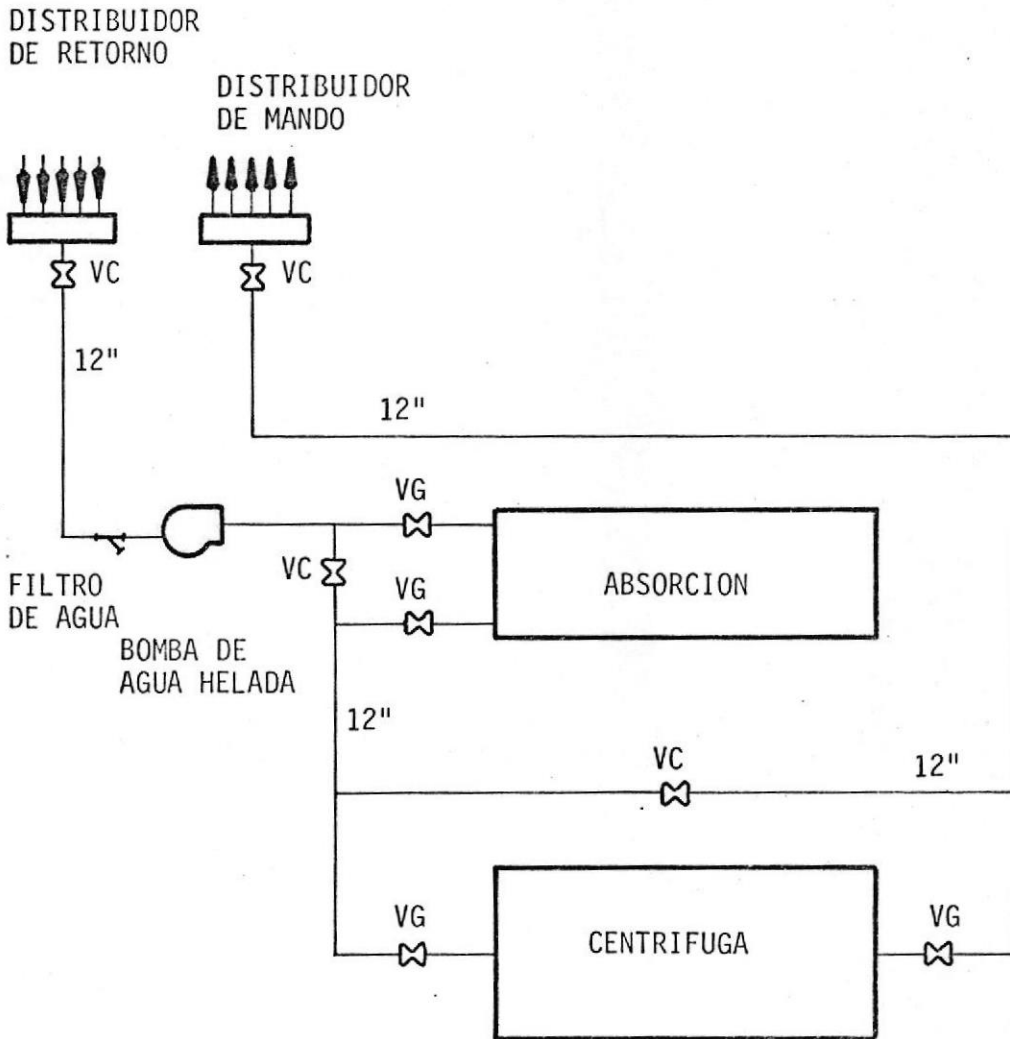 DISTRIBUIDOR
DE RETORNO
DISTRIBUIDOR
DE MANDO
VC
VC
12"
12"
VG
VC
VG
ABSORCION
FILTRO
DE AGUA
BOMBA DE
AGUA HELADA
12"
VC
12"
VG
CENTRIFUGA
VG